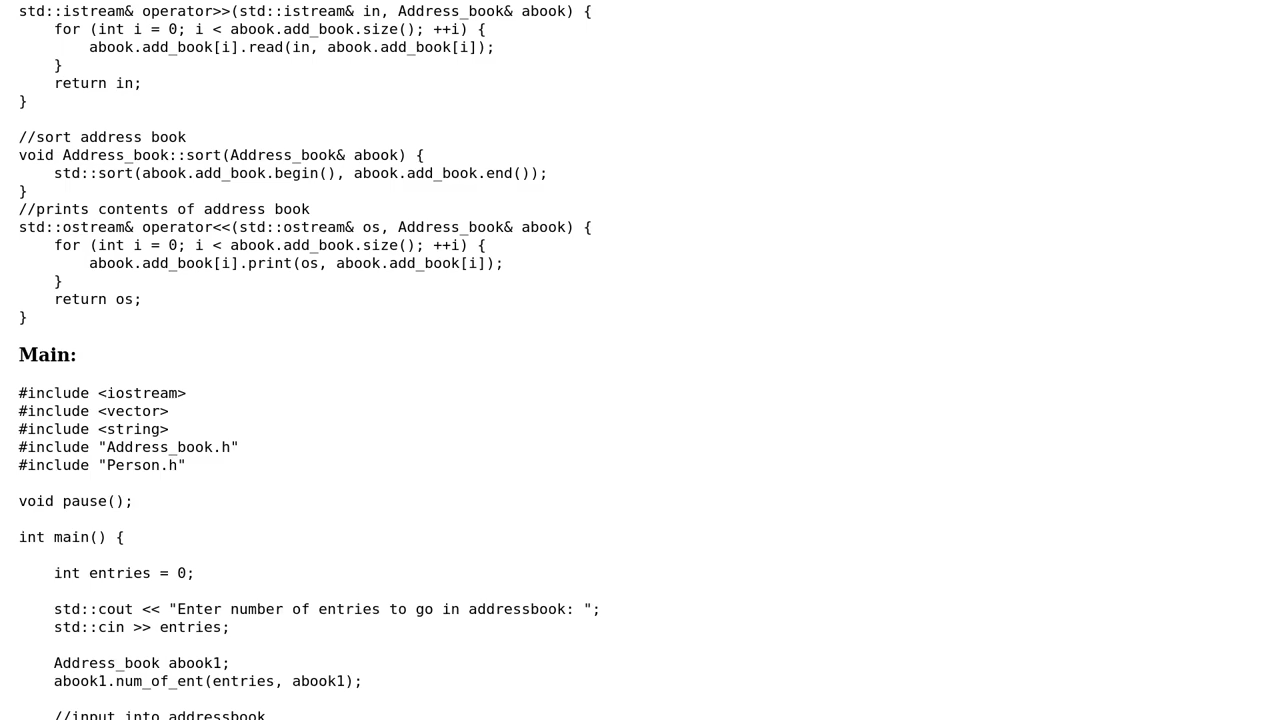 std::istream& operator>>(std::istream& in, Address_book& abook) {
    for (int i = 0; i < abook.add_book.size(); ++i) {
        abook.add_book[i].read(in, abook.add_book[i]);
    }
    return in;
}

//sort address book
void Address_book::sort(Address_book& abook) {
    std::sort(abook.add_book.begin(), abook.add_book.end());
}
//prints contents of address book
std::ostream& operator<<(std::ostream& os, Address_book& abook) {
    for (int i = 0; i < abook.add_book.size(); ++i) {
        abook.add_book[i].print(os, abook.add_book[i]);
    }
    return os;
}

Main:

#include <iostream>
#include <vector>
#include <string>
#include "Address_book.h"
#include "Person.h"

void pause();

int main() {

    int entries = 0;

    std::cout << "Enter number of entries to go in addressbook: ";
    std::cin >> entries;

    Address_book abook1;
    abook1.num_of_ent(entries, abook1);

    //input into addressbook